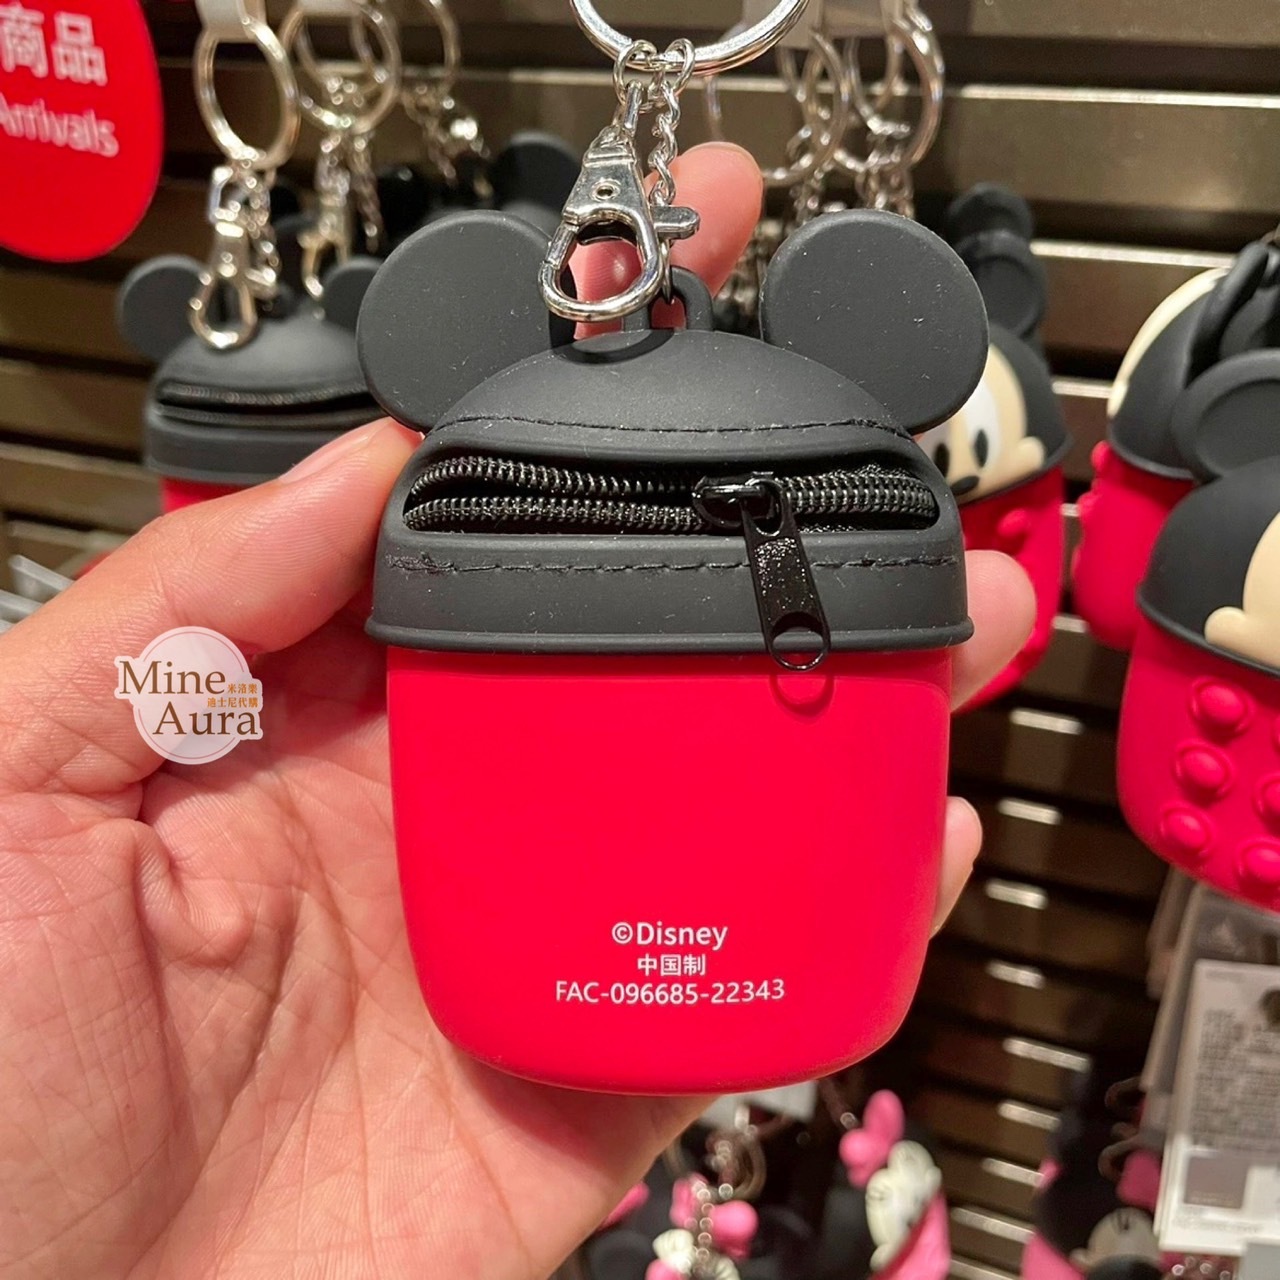 商品
Arrivals
Mine
米洛樂
Aura
迪士尼代購
©Disney
中国制
FAC-096685-22343